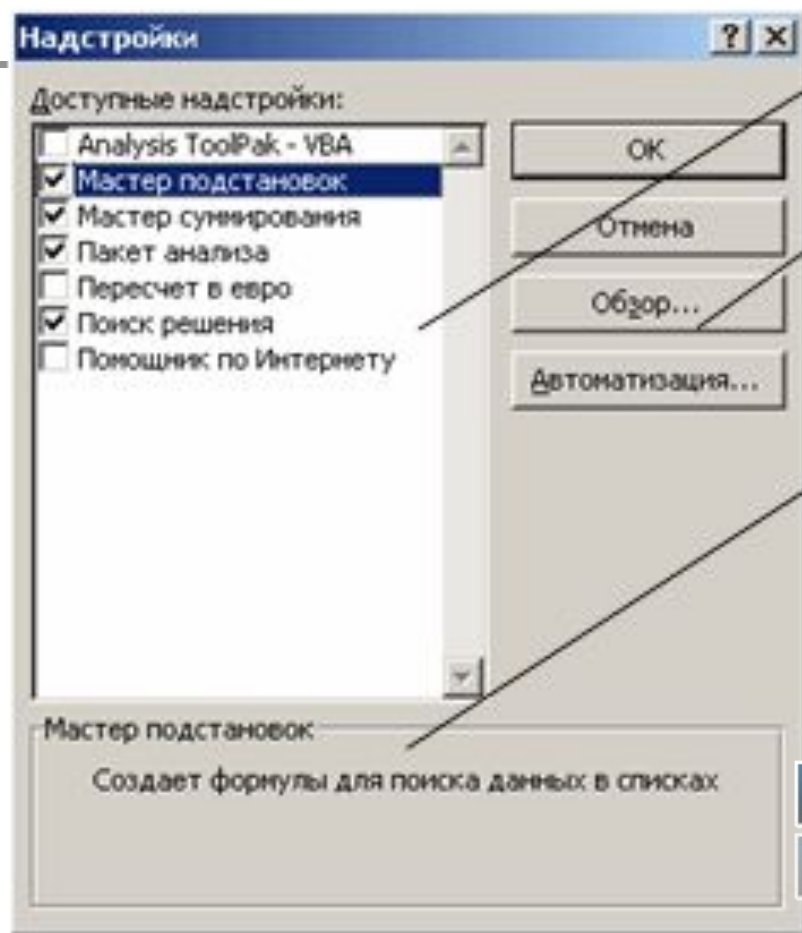 Надстройки
Доступные надстройки:
Analysis ToolPak - VBA
Мастер подстановок
Мастер суммирования
Пакет анализа
Пересчет в евро
Поиск решения
Помощник по Интернету
ОК
Отмена
Обзор...
Автоматизация...
Мастер подстановок
Создает формулы для поиска данных в списках